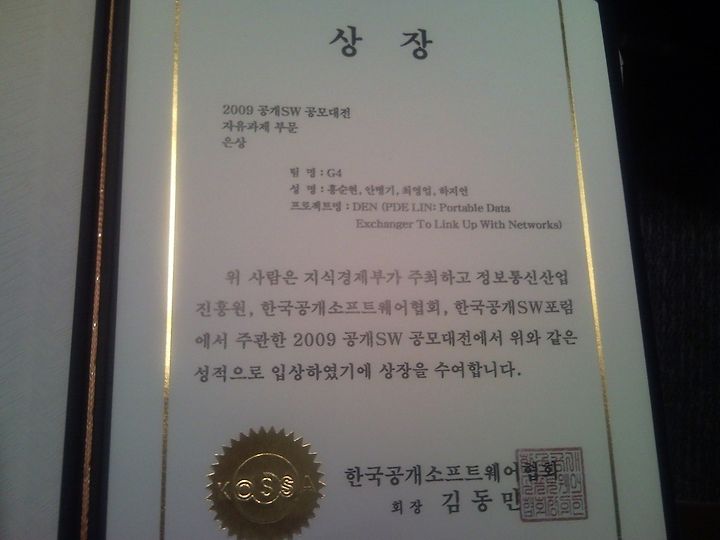 상 장
2009 공개SW 공모대전
자유과제 부문
은상
팀 명 : G4
성 명 : 홍순현, 안병기, 최영업, 하지언
프로젝트명 : DEN (PDE LIN: Portable Data
Exchanger To Link Up With Networks)
위 사람은 지식경제부가 주최하고 정보통신산업
진흥원, 한국공개소프트웨어협회, 한국공개SW포럼
에서 주관한 2009 공개SW 공모대전에서 위와 같은
성적으로 입상하였기에 상장을 수여합니다.
한국공개소프트웨어협회
회장 김동민
KOSSA